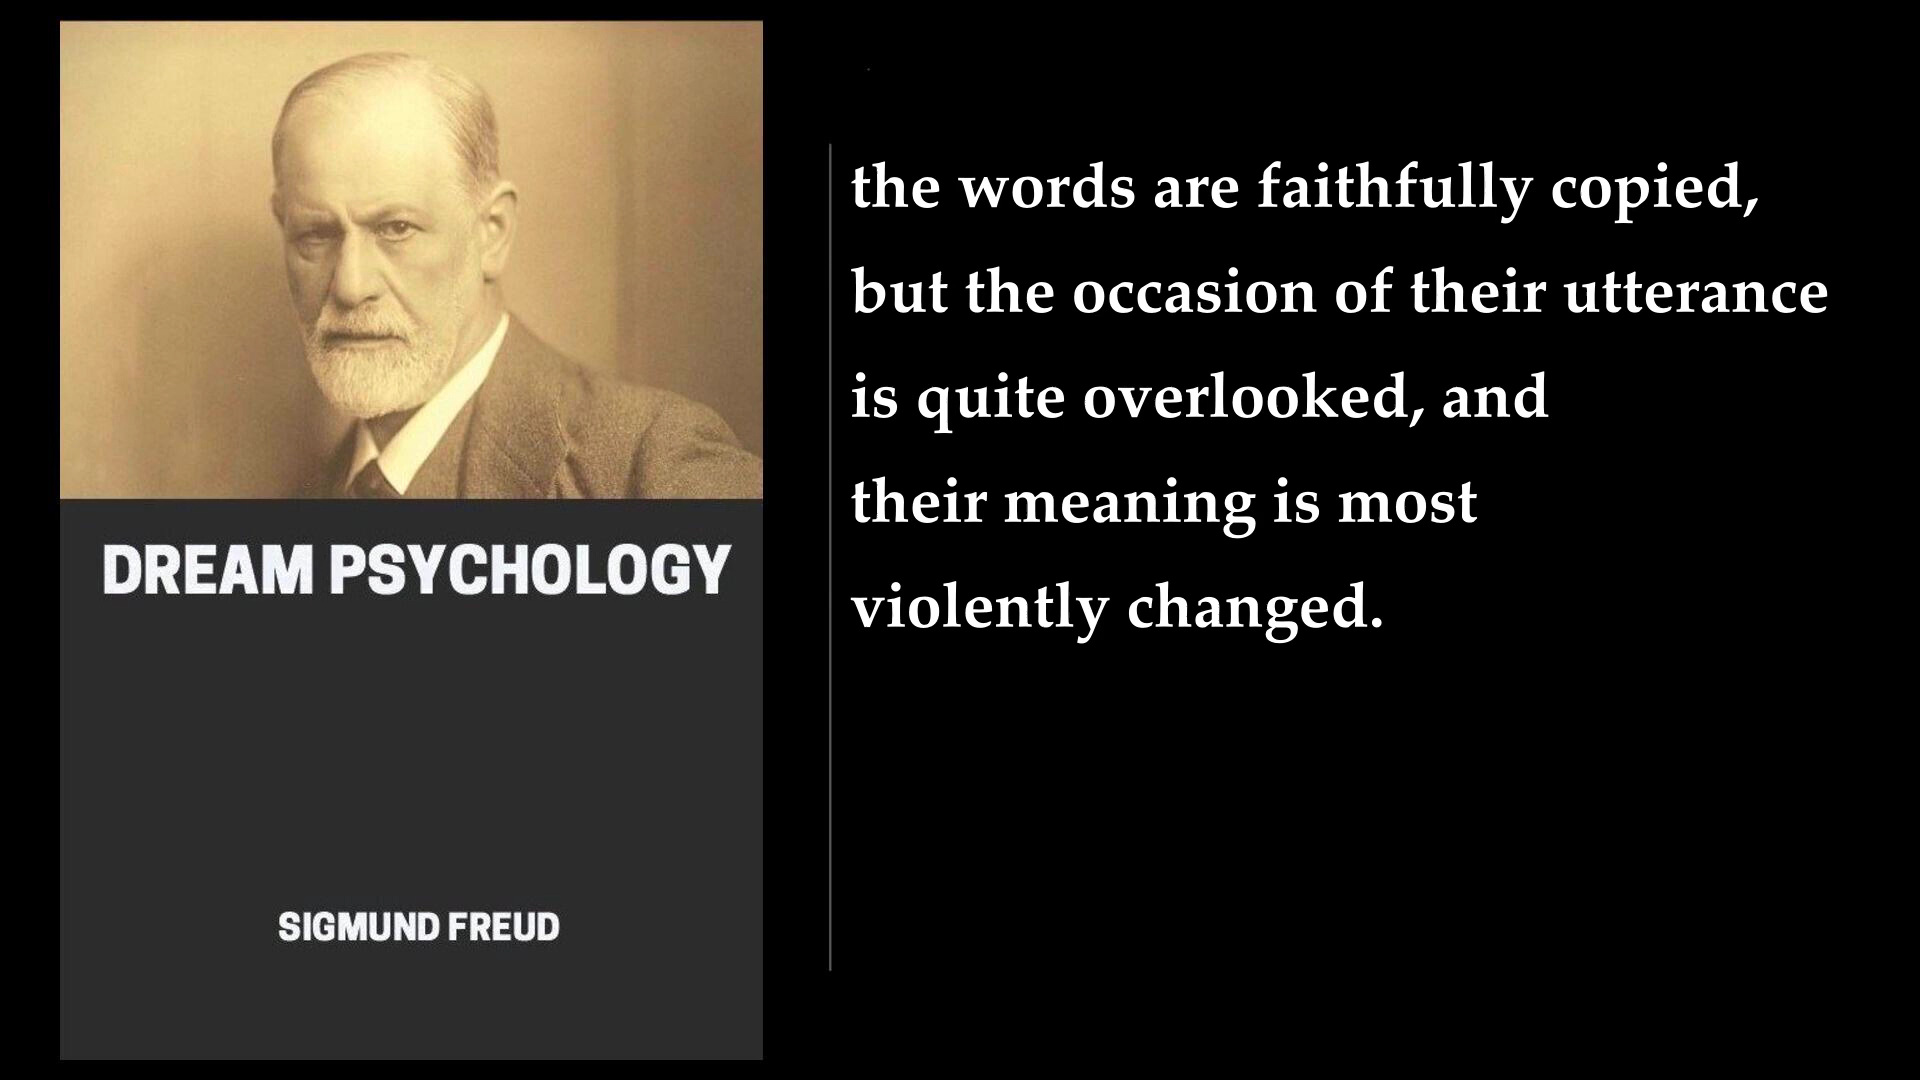 DREAM PSYCHOLOGY
SIGMUND FREUD
the words are faithfully copied,
but the occasion of their utterance
is quite overlooked, and
their meaning is most
violently changed.